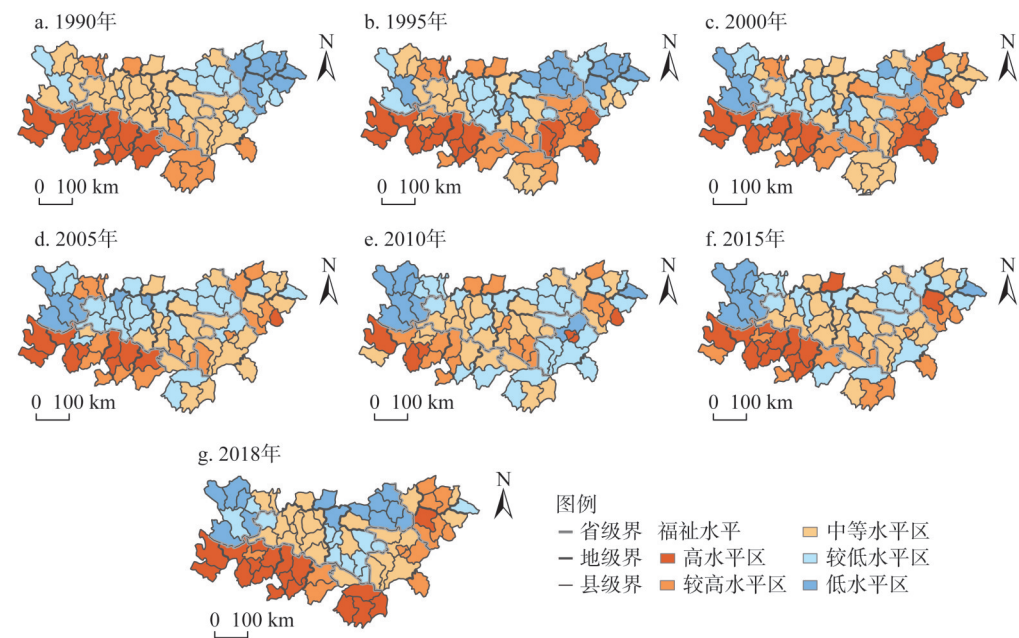 a. 1990年
N
0 100 km
b. 1995年
N
0 100 km
c. 2000年
N
0 100 km
d. 2005年
N
0 100 km
e. 2010年
N
0 100 km
f. 2015年
N
0 100 km
g. 2018年
N
0 100 km
图例
省级界 福祉水平 中等水平区
地级界 高水平区 较低水平区
县级界 较高水平区 低水平区